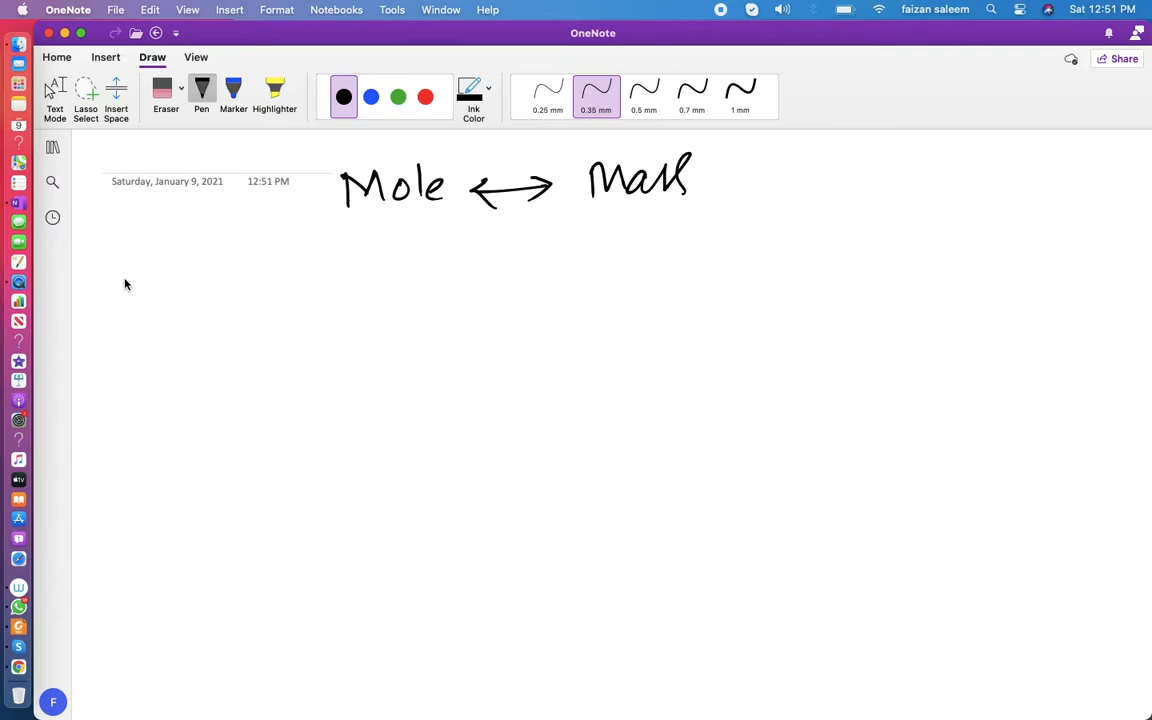 OneNote File Edit View Insert Format Notebooks Tools Window Help faizan saleem Sat 12:51 PM
OneNote
Home Insert Draw View Share
Text Mode Lasso Select Insert Space Eraser Pen Marker Highlighter Ink Color 0.25 mm 0.35 mm 0.5 mm 0.7 mm 1 mm
Saturday, January 9, 2021 12:51 PM
Mole ↔ Mass
F